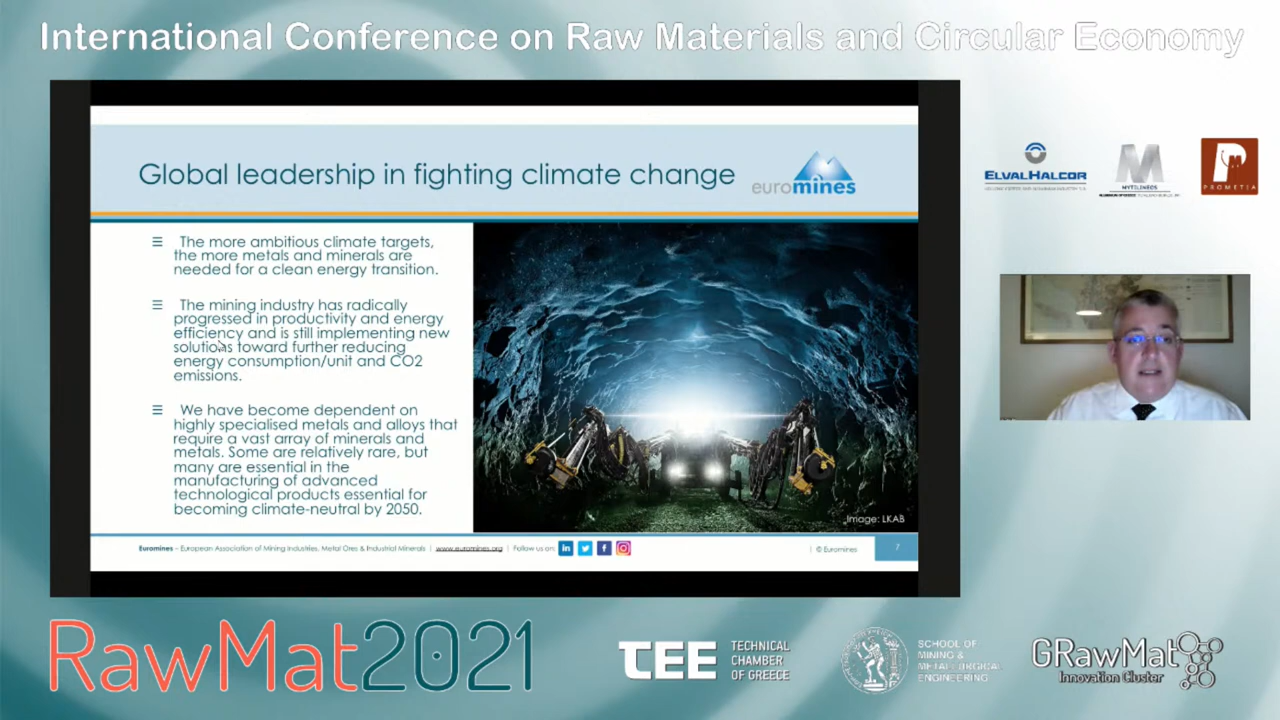 International Conference on Raw Materials and Circular Economy
Global leadership in fighting climate change
euromines
☰ The more ambitious climate targets,
the more metals and minerals are
needed for a clean energy transition.
☰ The mining industry has radically
progressed in productivity and energy
efficiency and is still implementing new
solutions toward further reducing
energy consumption/unit and CO2
emissions.
☰ We have become dependent on
highly specialised metals and alloys that
require a vast array of minerals and
metals. Some are relatively rare, but
many are essential in the
manufacturing of advanced
technological products essential for
becoming climate-neutral by 2050.
Image: LKAB
Euromines – European Association of Mining Industries, Metal Ores & Industrial Minerals | www.euromines.org | Follow us on: | © Euromines 7
ELVALHALCOR
MYTILINEOS
PROMETIA
RawMat2021
TEE
TECHNICAL
CHAMBER
OF GREECE
SCHOOL OF
MINING &
METALLURGICAL
ENGINEERING
GRawMat
Innovation Cluster